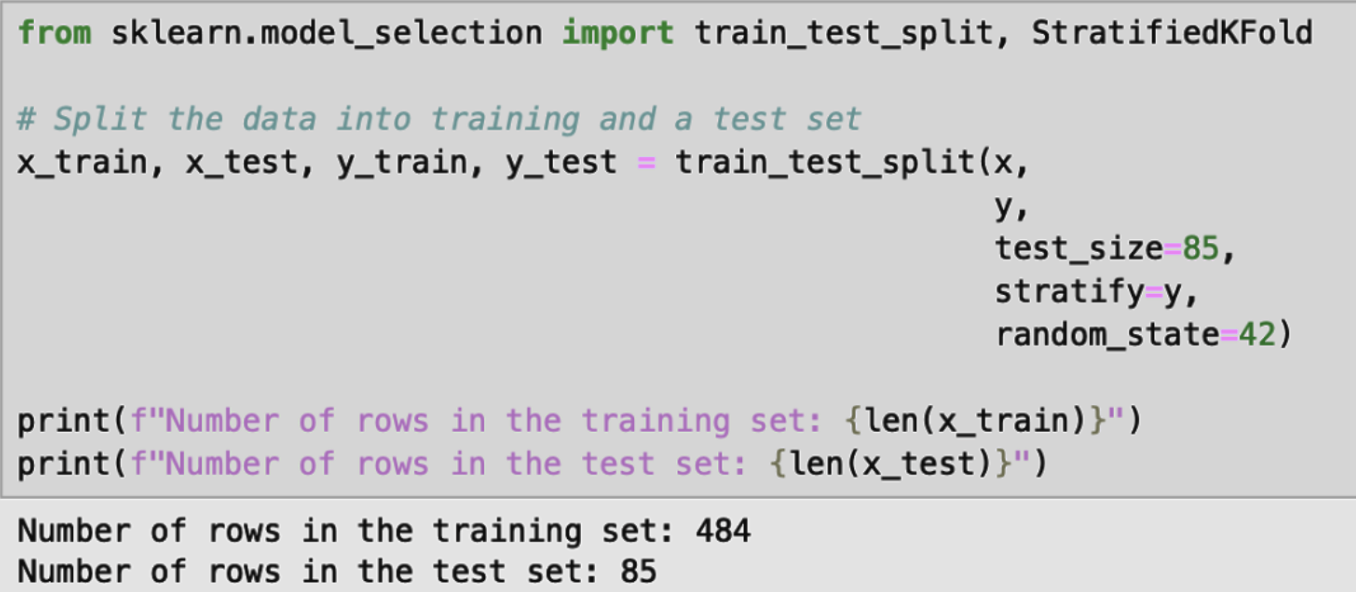 from sklearn.model_selection import train_test_split, StratifiedKFold
# Split the data into training and a test set
x_train, x_test, y_train, y_test = train_test_split(x,
y,
test_size=85,
stratify=y,
random_state=42)
print(f"Number of rows in the training set: {len(x_train)}")
print(f"Number of rows in the test set: {len(x_test)}")
Number of rows in the training set: 484
Number of rows in the test set: 85